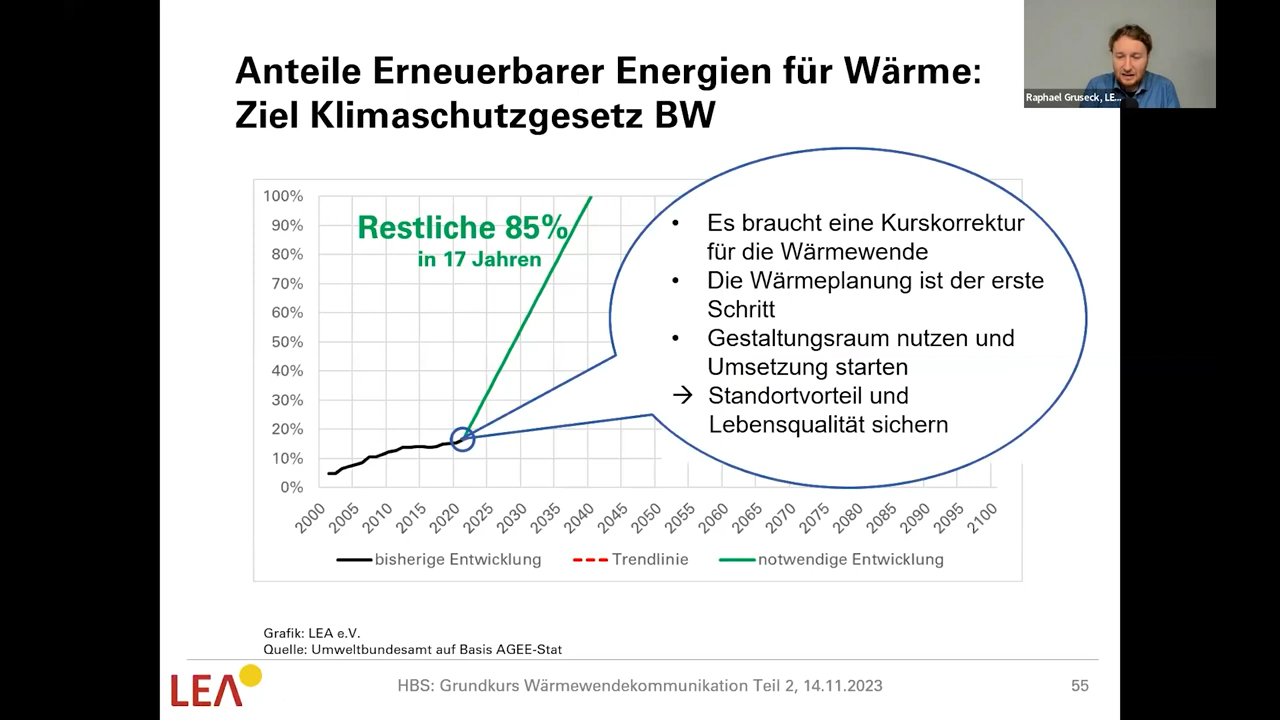 Anteile Erneuerbarer Energien für Wärme:
Ziel Klimaschutzgesetz BW
Raphael Gruseck, LE...
100%
90%
80%
70%
60%
50%
40%
30%
20%
10%
0%
Restliche 85%
in 17 Jahren
• Es braucht eine Kurskorrektur
für die Wärmewende
• Die Wärmeplanung ist der erste
Schritt
• Gestaltungsraum nutzen und
Umsetzung starten
→ Standortvorteil und
Lebensqualität sichern
2000 2005 2010 2015 2020 2025 2030 2035 2040 2045 2050 2055 2060 2065 2070 2075 2080 2085 2090 2095 2100
bisherige Entwicklung Trendlinie notwendige Entwicklung
Grafik: LEA e.V.
Quelle: Umweltbundesamt auf Basis AGEE-Stat
LEA
HBS: Grundkurs Wärmewendekommunikation Teil 2, 14.11.2023
55